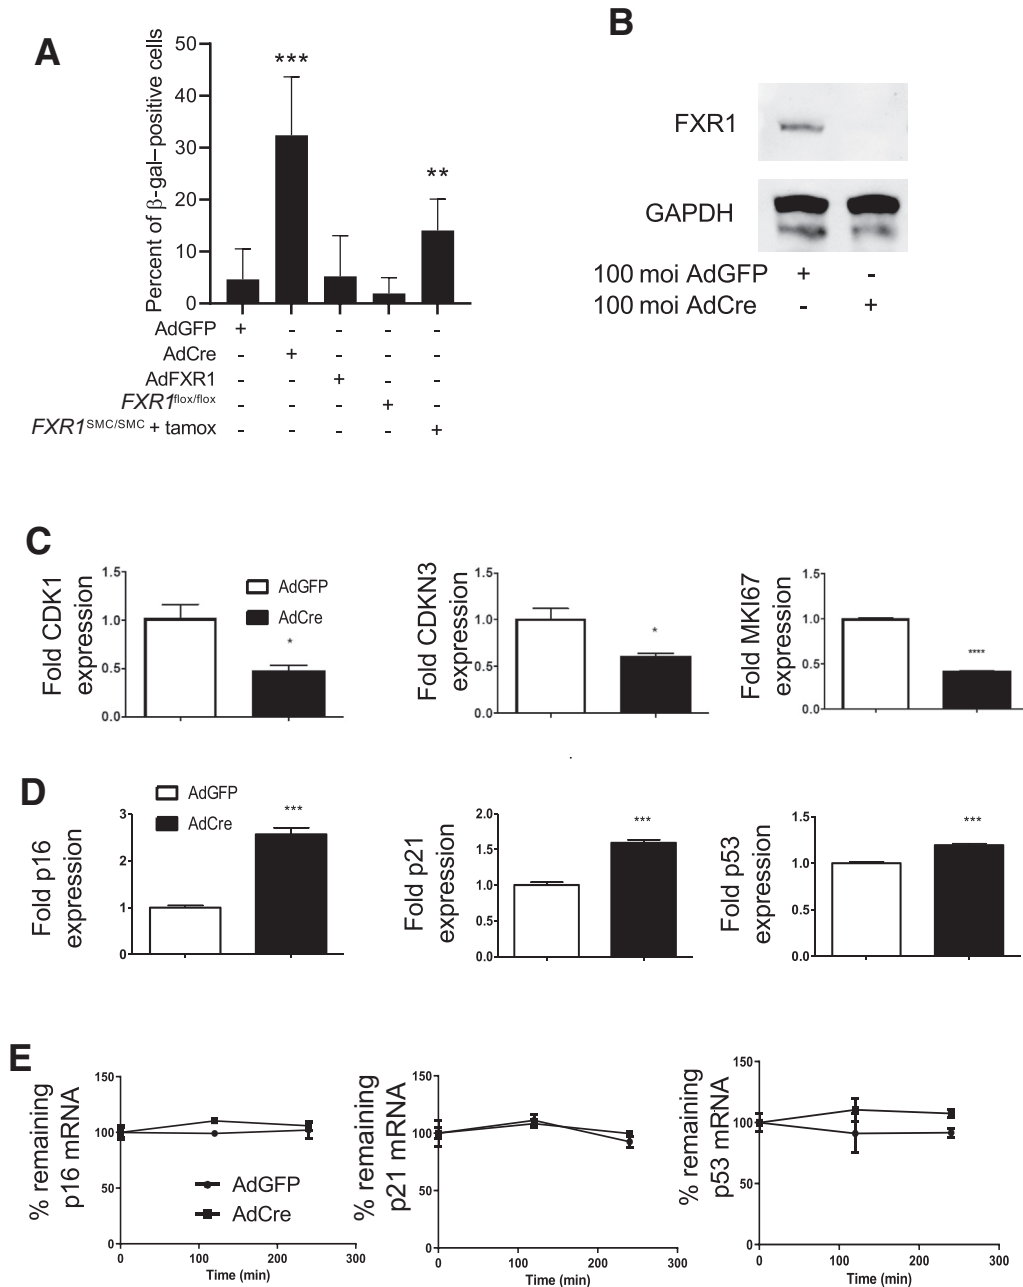 A
Percent of β-gal–positive cells
50
40
30
20
10
0
***
**
AdGFP + - - - -
AdCre - + - - -
AdFXR1 - - + - -
FXR1flox/flox - - - + -
FXR1SMC/SMC + tamox - - - - +
B
FXR1
GAPDH
100 moi AdGFP + -
100 moi AdCre - +
C
Fold CDK1
expression
1.5
1.0
0.5
0.0
AdGFP
AdCre
*
Fold CDKN3
expression
1.5
1.0
0.5
0.0
*
Fold MKI67
expression
1.5
1.0
0.5
0.0
****
D
Fold p16
expression
3
2
1
0
AdGFP
AdCre
***
Fold p21
expression
2.0
1.5
1.0
0.5
0.0
***
Fold p53
expression
1.5
1.0
0.5
0.0
***
E
% remaining
p16 mRNA
150
100
50
0
AdGFP
AdCre
0 100 200 300
Time (min)
% remaining
p21 mRNA
150
100
50
0
0 100 200 300
Time (min)
% remaining
p53 mRNA
150
100
50
0
0 100 200 300
Time (min)